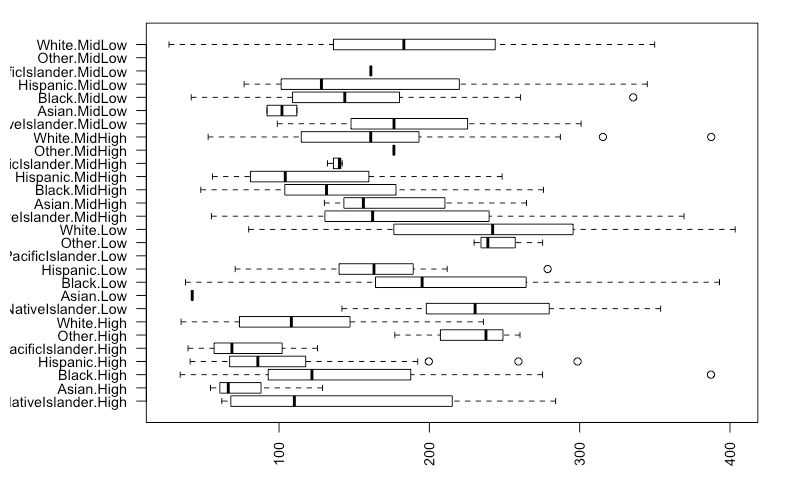 White.MidLow
Other.MidLow
ficIslander.MidLow
Hispanic.MidLow
Black.MidLow
Asian.MidLow
veIslander.MidLow
White.MidHigh
Other.MidHigh
icIslander.MidHigh
Hispanic.MidHigh
Black.MidHigh
Asian.MidHigh
eIslander.MidHigh
White.Low
Other.Low
PacificIslander.Low
Hispanic.Low
Black.Low
Asian.Low
NativeIslander.Low
White.High
Other.High
acificIslander.High
Hispanic.High
Black.High
Asian.High
NativeIslander.High
100 200 300 400